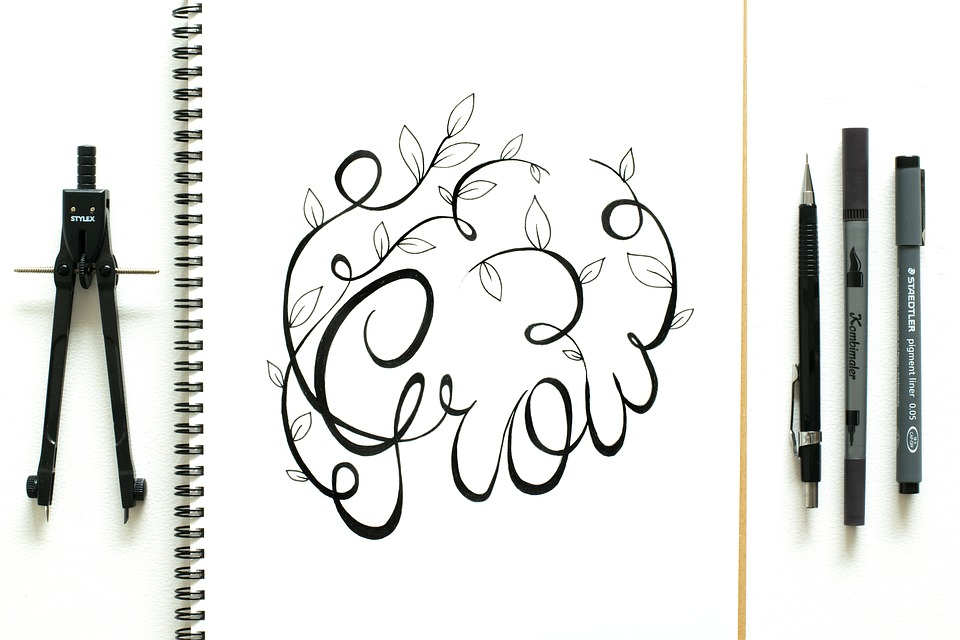 STYLEX
Grow
Kombimaler
STAEDTLER pigment liner 0.05